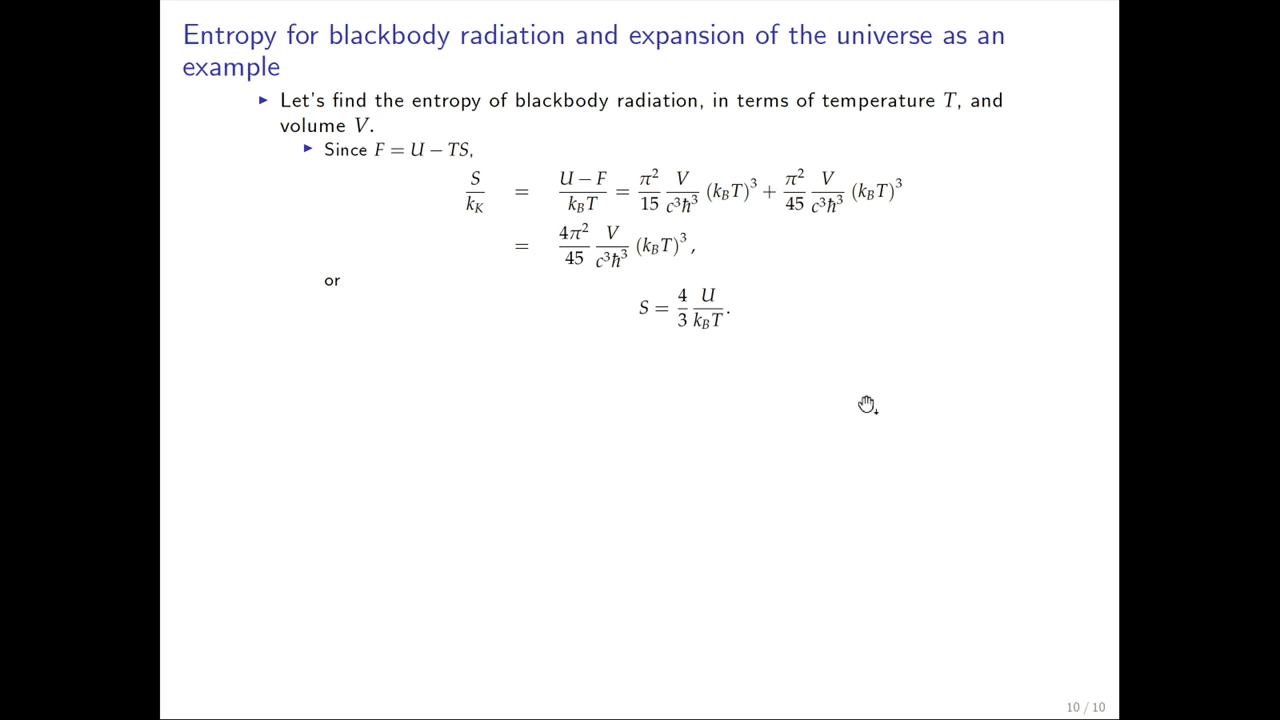 Entropy for blackbody radiation and expansion of the universe as an
example
▶ Let's find the entropy of blackbody radiation, in terms of temperature T, and
volume V.
▶ Since F = U − TS,
S/k_K = (U − F)/(k_B T) = π²/15 V/(c³ħ³) (k_B T)³ + π²/45 V/(c³ħ³) (k_B T)³
= 4π²/45 V/(c³ħ³) (k_B T)³,
or
S = 4/3 U/(k_B T).
10 / 10